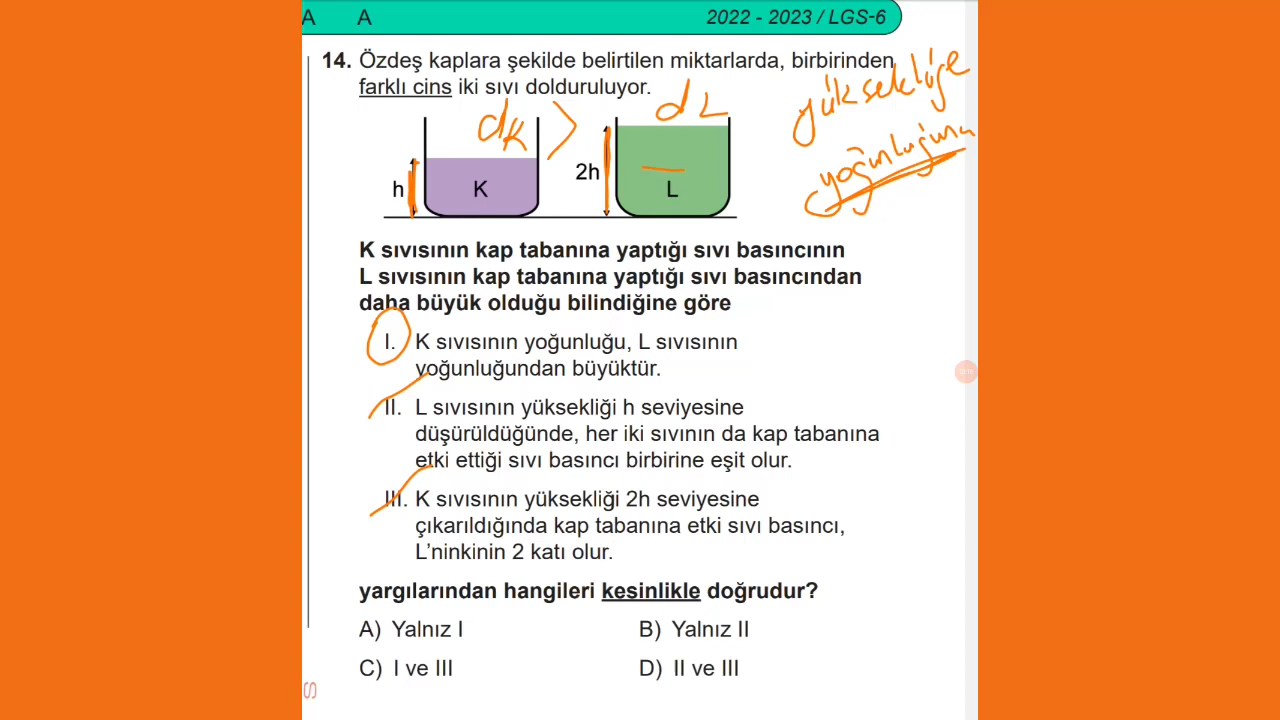 A A 2022 - 2023 / LGS-6
14. Özdeş kaplara şekilde belirtilen miktarlarda, birbirinden
farklı cins iki sıvı dolduruluyor.
yüksekliğe
yoğunluğuna
dK > dL
h K 2h L
K sıvısının kap tabanına yaptığı sıvı basıncının
L sıvısının kap tabanına yaptığı sıvı basıncından
daha büyük olduğu bilindiğine göre
I. K sıvısının yoğunluğu, L sıvısının
yoğunluğundan büyüktür.
II. L sıvısının yüksekliği h seviyesine
düşürüldüğünde, her iki sıvının da kap tabanına
etki ettiği sıvı basıncı birbirine eşit olur.
III. K sıvısının yüksekliği 2h seviyesine
çıkarıldığında kap tabanına etki sıvı basıncı,
L'ninkinin 2 katı olur.
yargılarından hangileri kesinlikle doğrudur?
A) Yalnız I B) Yalnız II
C) I ve III D) II ve III
S